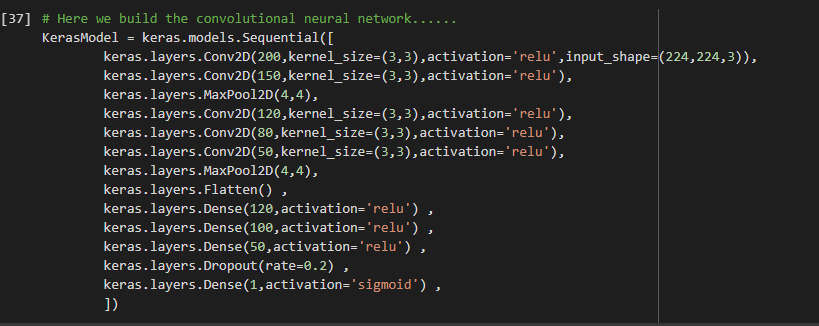 [37] # Here we build the convolutional neural network......
KerasModel = keras.models.Sequential([
keras.layers.Conv2D(200,kernel_size=(3,3),activation='relu',input_shape=(224,224,3)),
keras.layers.Conv2D(150,kernel_size=(3,3),activation='relu'),
keras.layers.MaxPool2D(4,4),
keras.layers.Conv2D(120,kernel_size=(3,3),activation='relu'),
keras.layers.Conv2D(80,kernel_size=(3,3),activation='relu'),
keras.layers.Conv2D(50,kernel_size=(3,3),activation='relu'),
keras.layers.MaxPool2D(4,4),
keras.layers.Flatten() ,
keras.layers.Dense(120,activation='relu') ,
keras.layers.Dense(100,activation='relu') ,
keras.layers.Dense(50,activation='relu') ,
keras.layers.Dropout(rate=0.2) ,
keras.layers.Dense(1,activation='sigmoid') ,
])